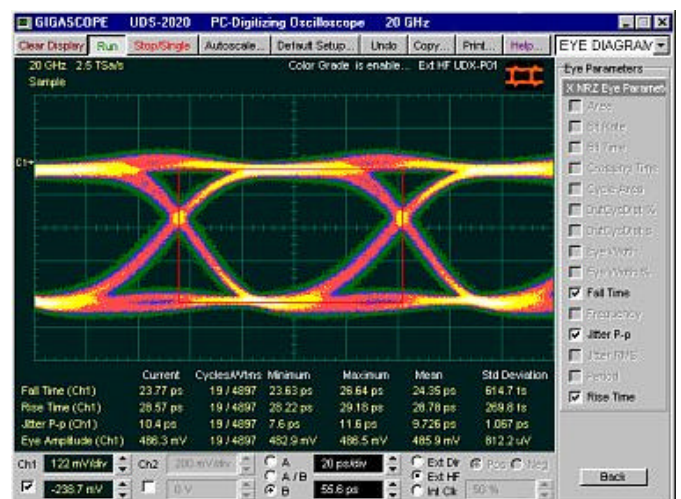 GIGASCOPE UDS-2020 PC-Digitizing Oscilloscope 20 GHz
Clear Display Run Stop/Single Autoscale... Default Setup... Undo Copy... Print... Help... EYE DIAGRAM
20 GHz 2.5 TSa/s Color Grade is enable... Ext HF UDX-P01
Sample
Eye Parameters
X NRZ Eye Paramet
Area
Bit Rate
Bit Time
Crossing Time
Cycle Area
Eye Width
Eye Width %
Fall Time
Frequency
Jitter P-p
Jitter RMS
Period
Rise Time
C1
Current Cycles/Wfms Minimum Maximum Mean Std Deviation
Fall Time (Ch1) 23.77 ps 19 / 4897 23.63 ps 26.64 ps 24.35 ps 614.7 fs
Rise Time (Ch1) 28.57 ps 19 / 4897 28.22 ps 29.18 ps 28.78 ps 269.8 fs
Jitter P-p (Ch1) 10.4 ps 19 / 4897 7.6 ps 11.6 ps 9.726 ps 1.067 ps
Eye Amplitude (Ch1) 486.3 mV 19 / 4897 482.9 mV 486.5 mV 485.9 mV 812.2 uV
Ch1 122 mV/div Ch2 200 mV/div A 20 ps/div Ext Dir Pos Neg
A / B Ext HF
-238.7 mV 0 V B 55.6 ps Int Clk 50 %
Back